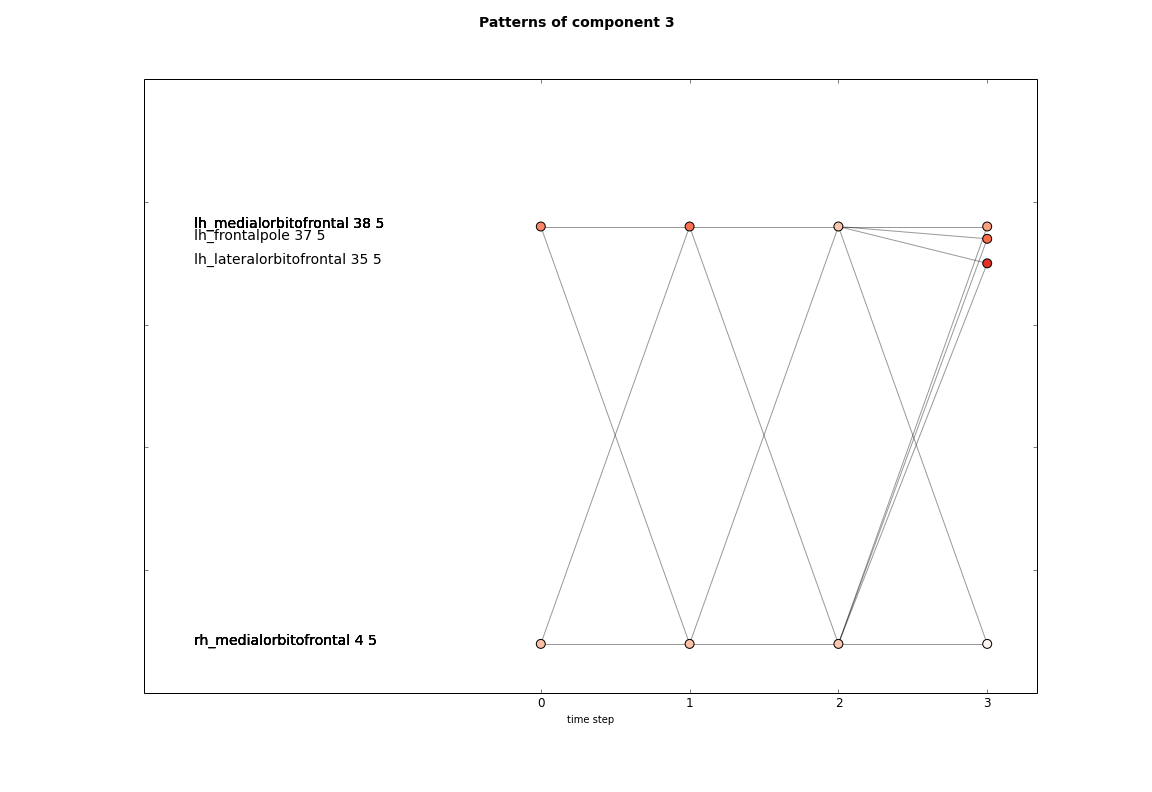 Patterns of component 3
lh_medialorbitofrontal 38 5
lh_frontalpole 37 5
lh_lateralorbitofrontal 35 5
rh_medialorbitofrontal 4 5
0 1 2 3
time step